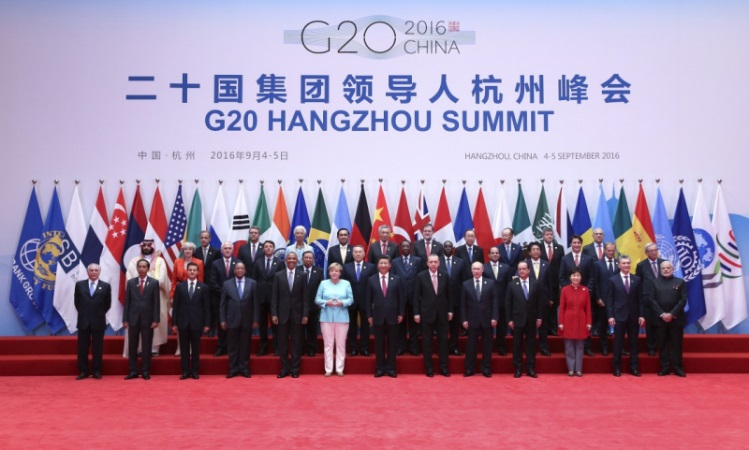 G20 2016
CHINA
二十国集团领导人杭州峰会
G20 HANGZHOU SUMMIT
中国·杭州 2016年9月4-5日 HANGZHOU, CHINA 4-5 SEPTEMBER 2016